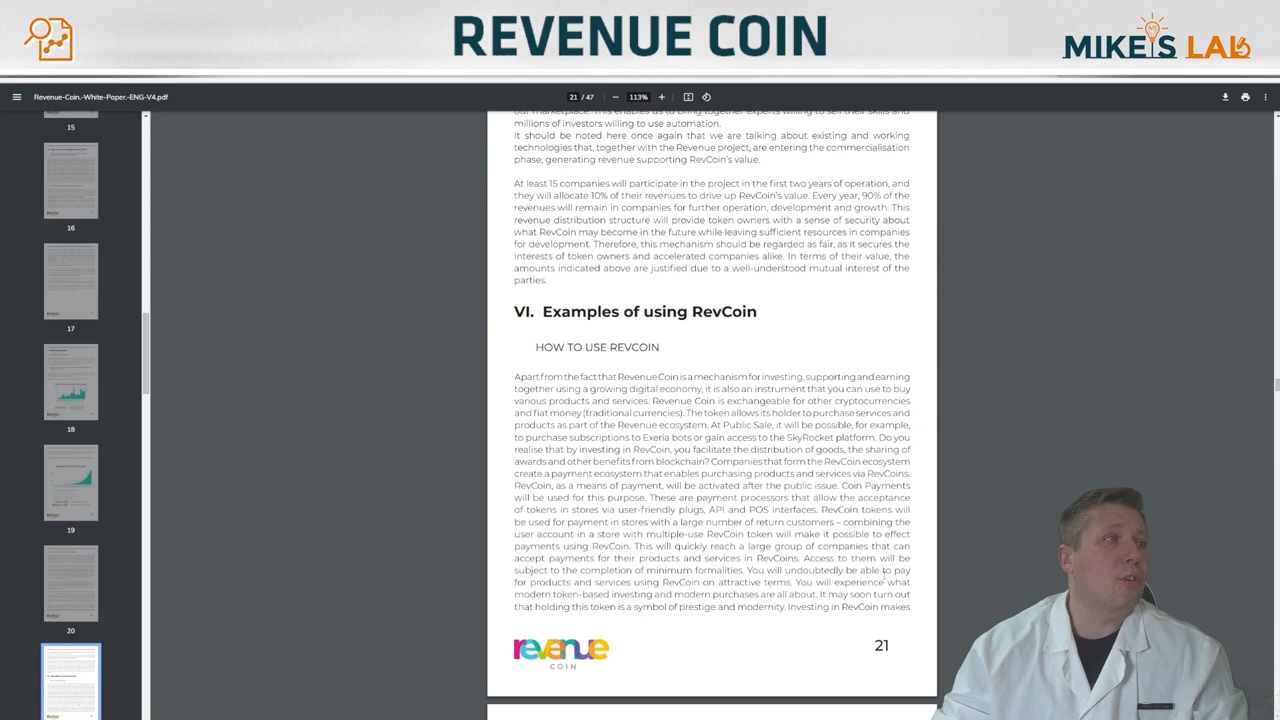 REVENUE COIN
MIKE'S LAB
Revenue-Coin.-White-Paper.-ENG-V4.pdf
21 / 47
113%
15
16
17
18
19
20
our marketplace. This enables us to bring together experts willing to sell their skills and
millions of investors willing to use automation.
It should be noted here once again that we are talking about existing and working
technologies that, together with the Revenue project, are entering the commercialisation
phase, generating revenue supporting RevCoin's value.
At least 15 companies will participate in the project in the first two years of operation, and
they will allocate 10% of their revenues to drive up RevCoin's value. Every year, 90% of the
revenues will remain in companies for further operation, development and growth. This
revenue distribution structure will provide token owners with a sense of security about
what RevCoin may become in the future while leaving sufficient resources in companies
for development. Therefore, this mechanism should be regarded as fair, as it secures the
interests of token owners and accelerated companies alike. In terms of their value, the
amounts indicated above are justified due to a well-understood mutual interest of the
parties.
VI. Examples of using RevCoin
HOW TO USE REVCOIN
Apart from the fact that Revenue Coin is a mechanism for investing, supporting and earning
together using a growing digital economy, it is also an instrument that you can use to buy
various products and services. Revenue Coin is exchangeable for other cryptocurrencies
and fiat money (traditional currencies). The token allows its holder to purchase services and
products as part of the Revenue ecosystem. At Public Sale, it will be possible, for example,
to purchase subscriptions to Exeria bots or gain access to the SkyRocket platform. Do you
realise that by investing in RevCoin, you facilitate the distribution of goods, the sharing of
awards and other benefits from blockchain? Companies that form the RevCoin ecosystem
create a payment ecosystem that enables purchasing products and services via RevCoins.
RevCoin, as a means of payment, will be activated after the public issue. Coin Payments
will be used for this purpose. These are payment processors that allow the acceptance
of tokens in stores via user-friendly plugs, API and POS interfaces. RevCoin tokens will
be used for payment in stores with a large number of return customers – combining the
user account in a store with multiple-use RevCoin token will make it possible to effect
payments using RevCoin. This will quickly reach a large group of companies that can
accept payments for their products and services in RevCoins. Access to them will be
subject to the completion of minimum formalities. You will undoubtedly be able to pay
for products and services using RevCoin on attractive terms. You will experience what
modern token-based investing and modern purchases are all about. It may soon turn out
that holding this token is a symbol of prestige and modernity. Investing in RevCoin makes
revenue
COIN
21